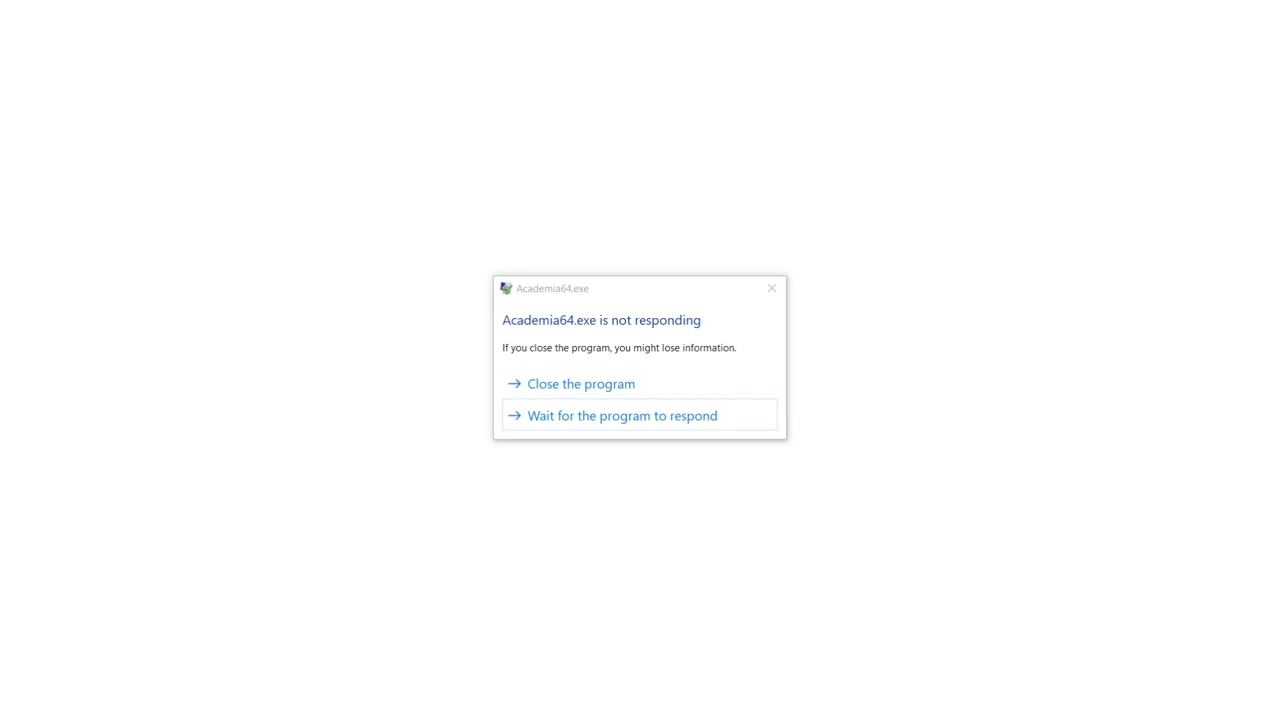 Academia64.exe
Academia64.exe is not responding
If you close the program, you might lose information.
Close the program
Wait for the program to respond